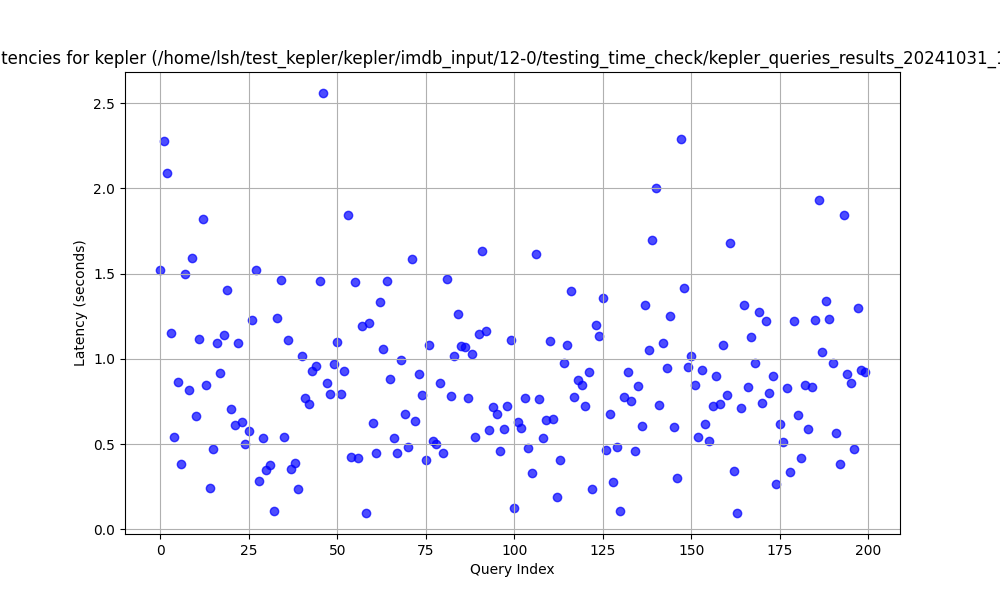 tencies for kepler (/home/lsh/test_kepler/kepler/imdb_input/12-0/testing_time_check/kepler_queries_results_20241031_1
2.5
2.0
1.5
1.0
0.5
0.0
Latency (seconds)
0 25 50 75 100 125 150 175 200
Query Index